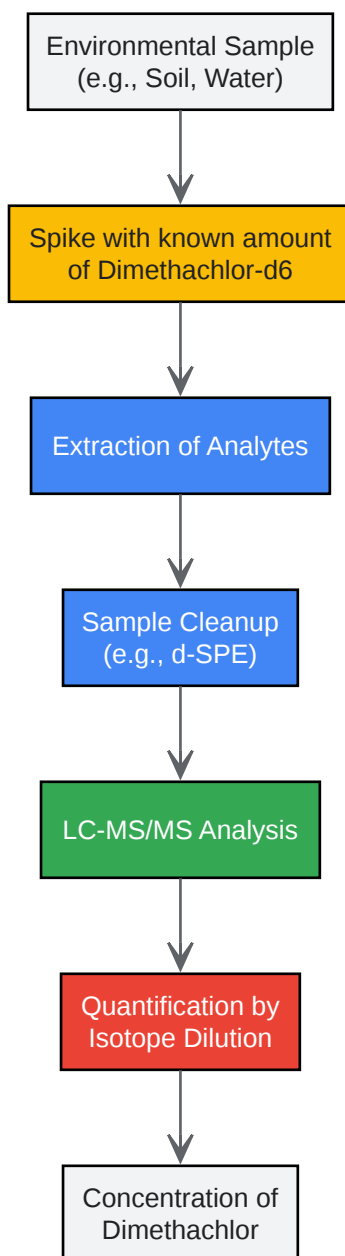 Environmental Sample
(e.g., Soil, Water)
Spike with known amount
of Dimethachlor-d6
Extraction of Analytes
Sample Cleanup
(e.g., d-SPE)
LC-MS/MS Analysis
Quantification by
Isotope Dilution
Concentration of
Dimethachlor